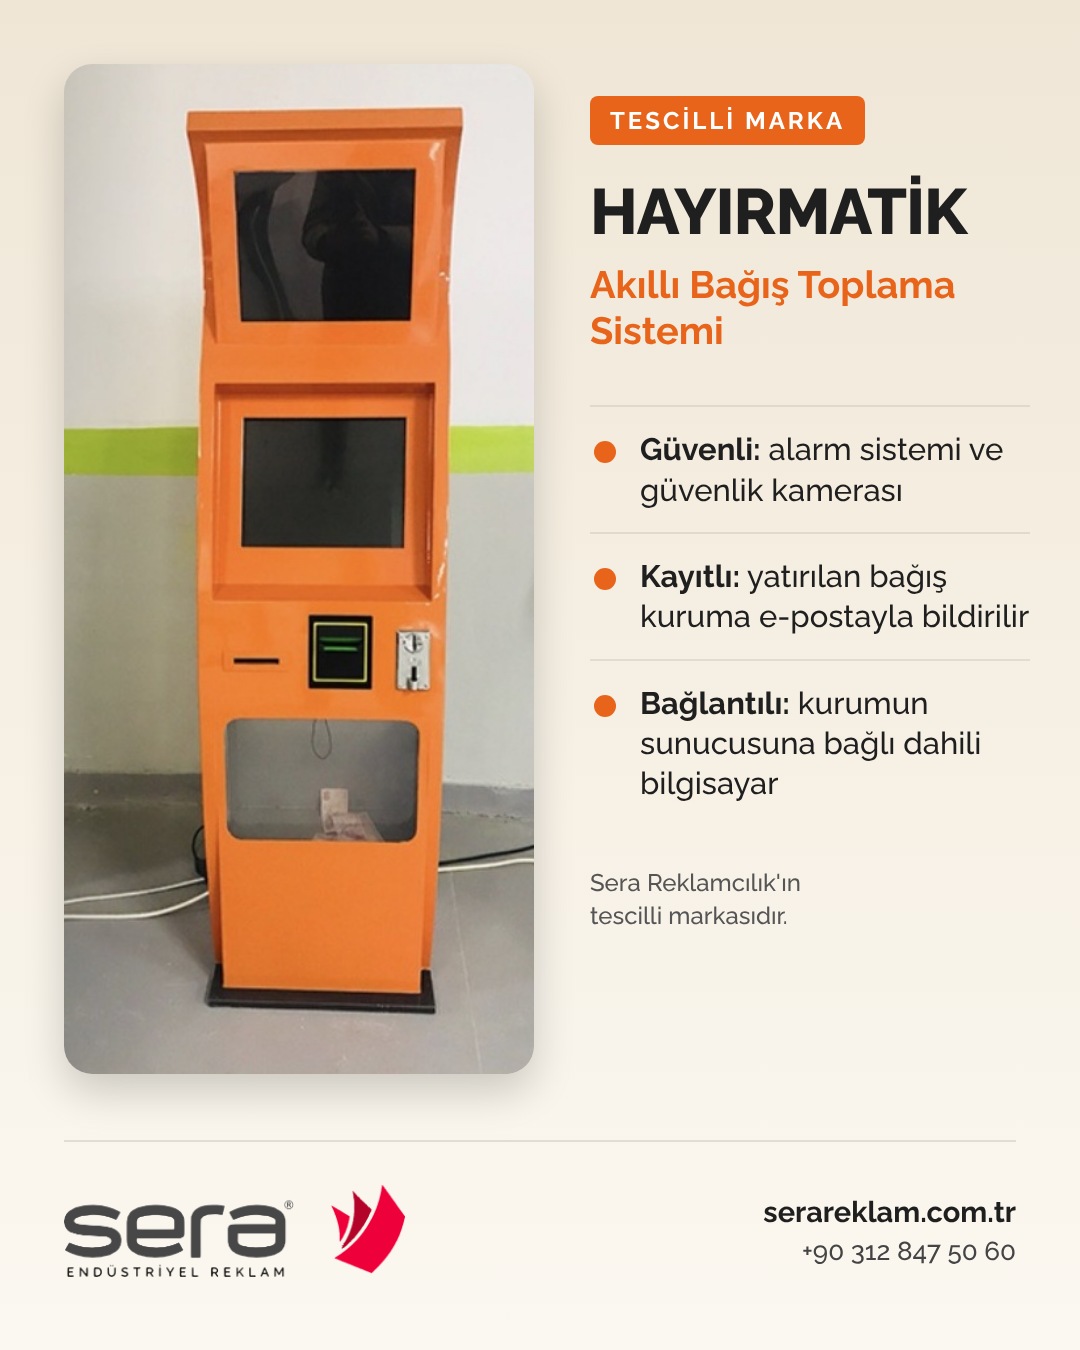 TESCİLLİ MARKA
HAYIRMATİK
Akıllı Bağış Toplama
Sistemi
Güvenli: alarm sistemi ve
güvenlik kamerası
Kayıtlı: yatırılan bağış
kuruma e-postayla bildirilir
Bağlantılı: kurumun
sunucusuna bağlı dahili
bilgisayar
Sera Reklamcılık'ın
tescilli markasıdır.
sera®
ENDÜSTRİYEL REKLAM
serareklam.com.tr
+90 312 847 50 60